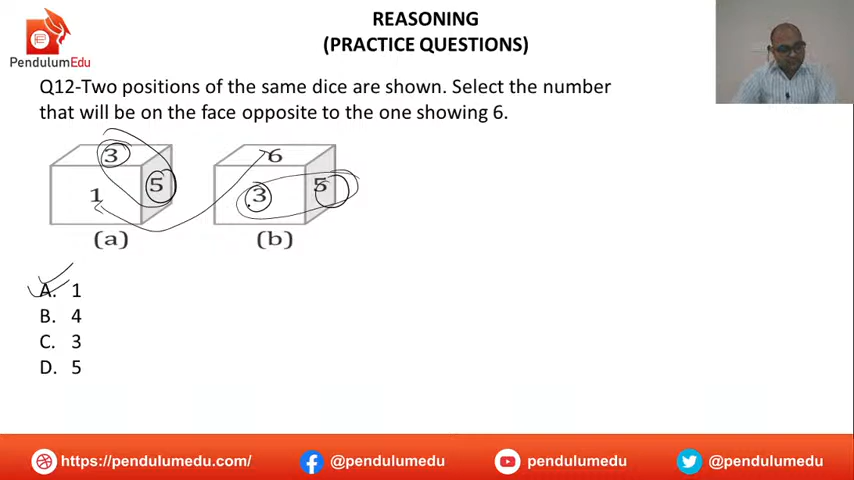 REASONING
(PRACTICE QUESTIONS)
PendulumEdu
Q12-Two positions of the same dice are shown. Select the number
that will be on the face opposite to the one showing 6.
3
1
5
6
3
5
(a)
(b)
A. 1
B. 4
C. 3
D. 5
https://pendulumedu.com/
@pendulumedu
pendulumedu
@pendulumedu